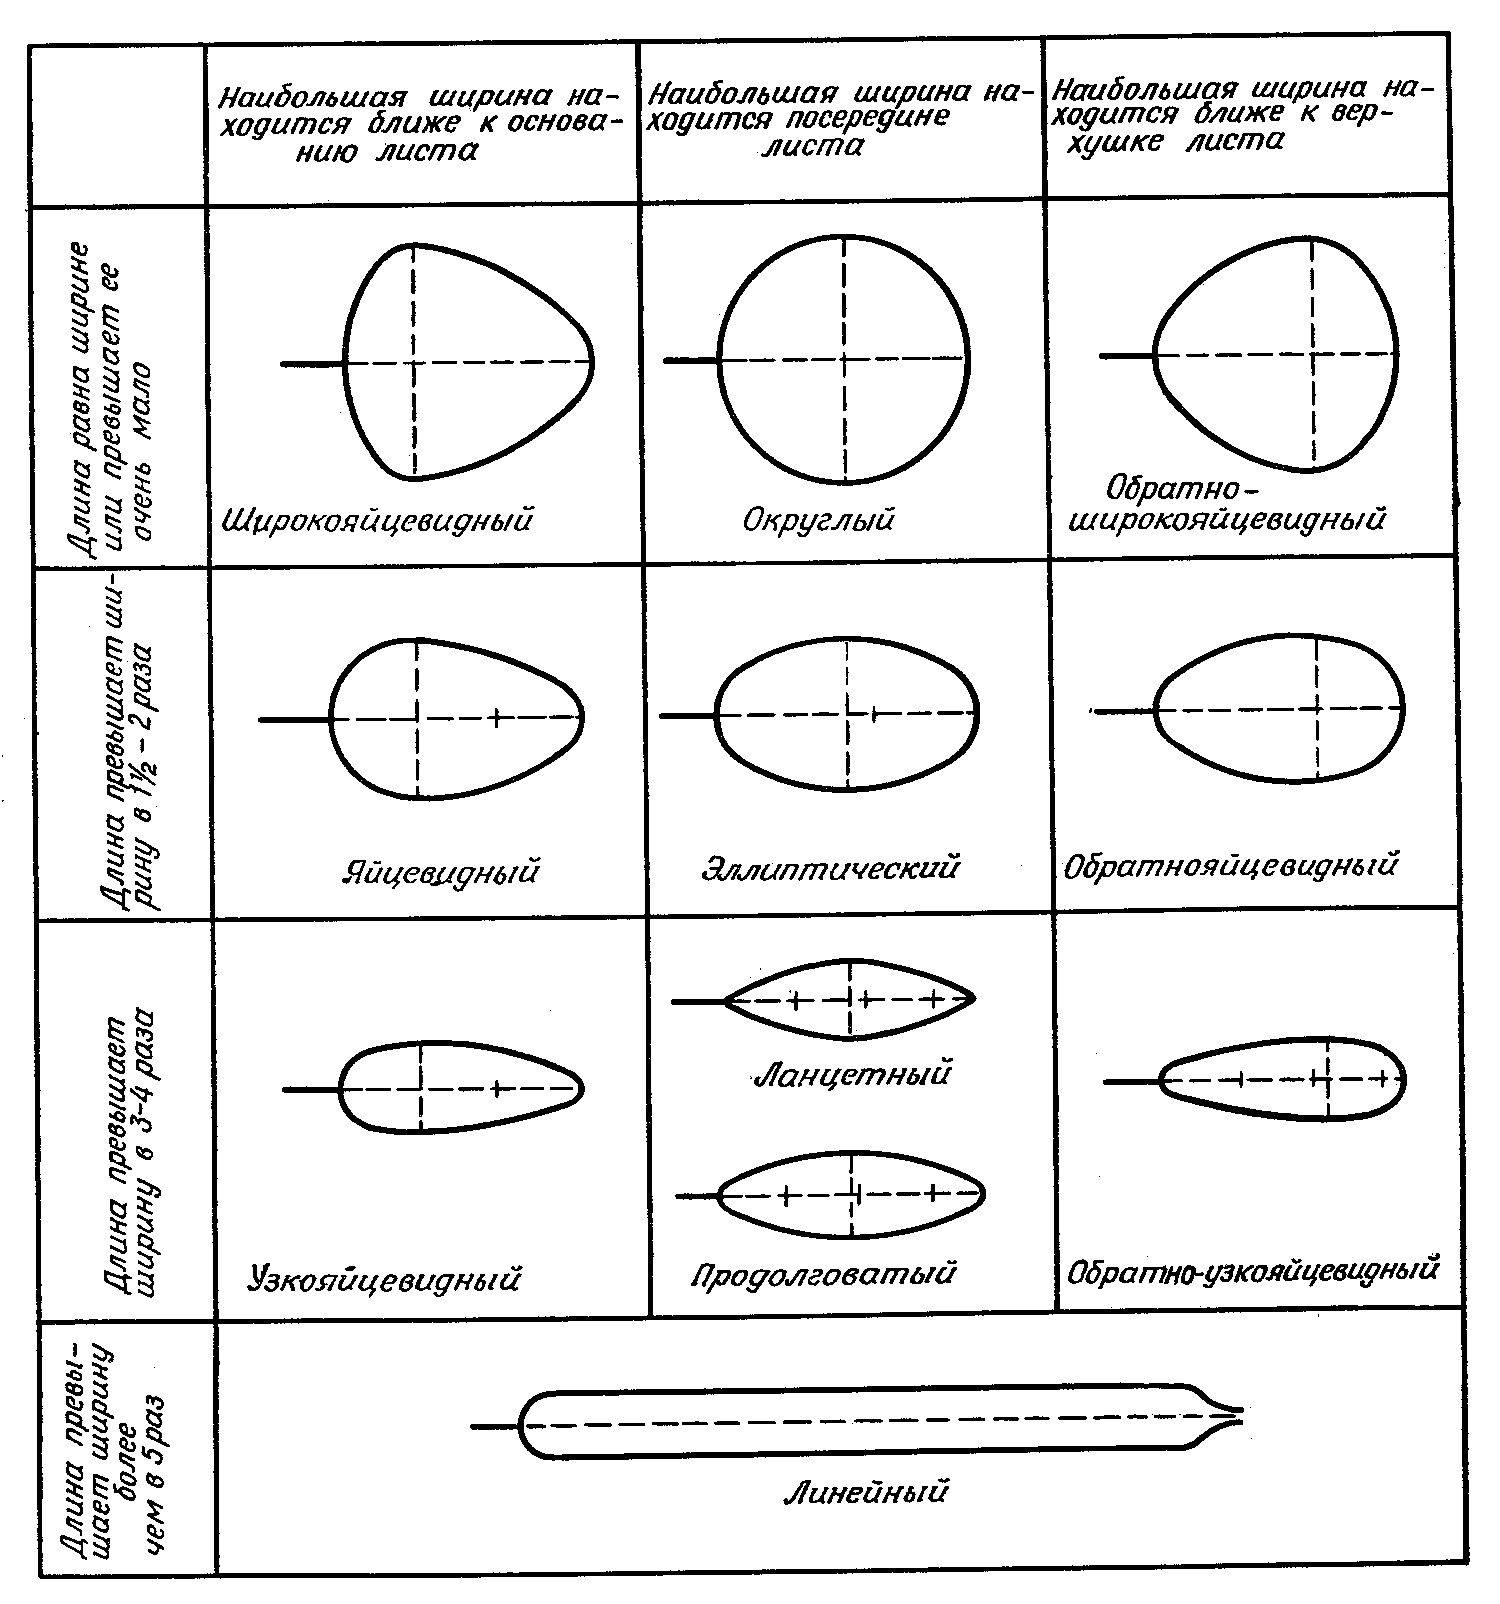 Наибольшая ширина на-
ходится ближе к основа-
нию листа
Наибольшая ширина на-
ходится посередине
листа
Наибольшая ширина на-
ходится ближе к вер-
хушке листа
Длина равна ширине
или превышает ее
очень мало
Широкояйцевидный
Округлый
Обратно-
широкояйцевидный
Длина превышает ши-
рину в 1½ - 2 раза
Яйцевидный
Эллиптический
Обратнояйцевидный
Длина превышает
ширину в 3-4 раза
Узкояйцевидный
Ланцетный
Продолговатый
Обратно-узкояйцевидный
Длина превы-
шает ширину
более
чем в 5 раз
Линейный